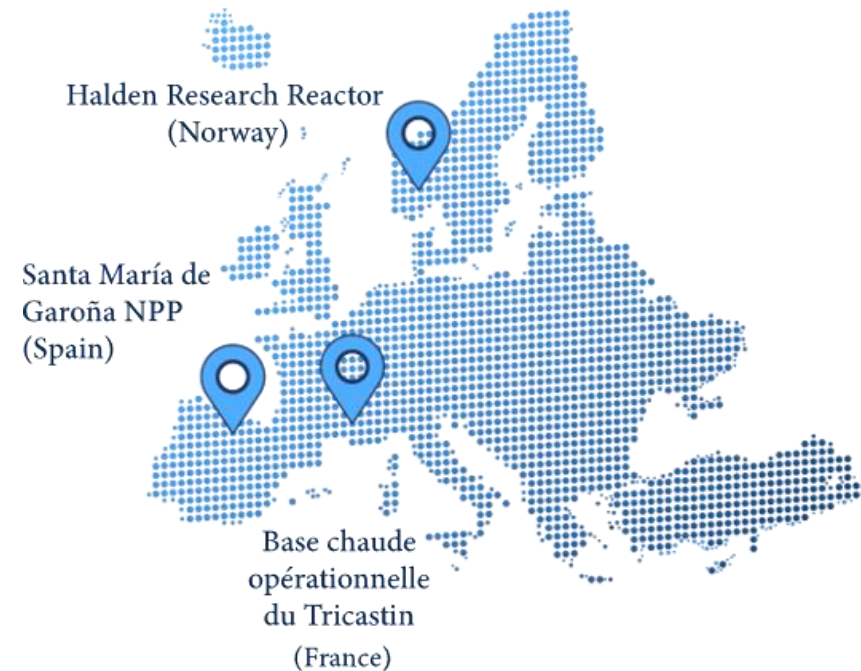 Halden Research Reactor
(Norway)
Santa María de
Garoña NPP
(Spain)
Base chaude
opérationnelle
du Tricastin
(France)